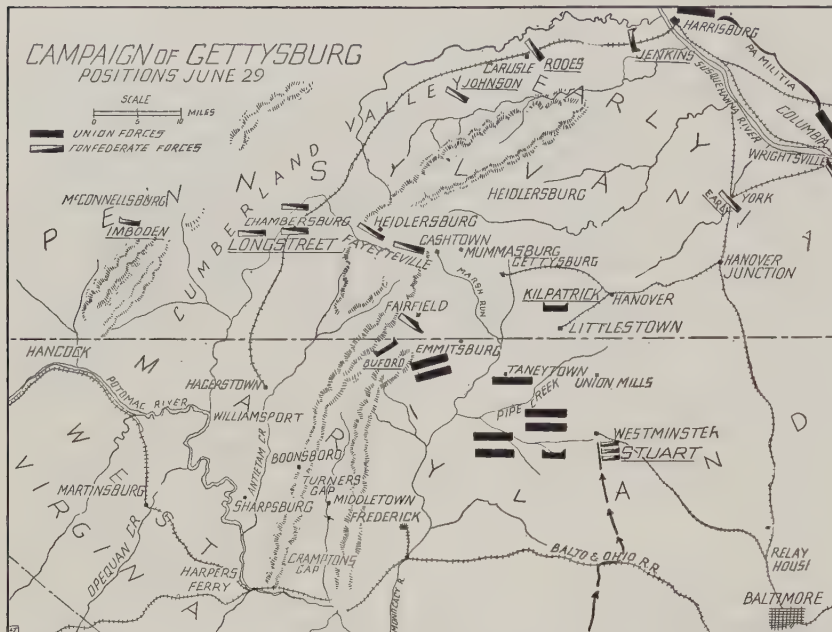 CAMPAIGN OF GETTYSBURG
POSITIONS JUNE 29
SCALE
0 5 10 MILES
UNION FORCES
CONFEDERATE FORCES
HARRISBURG
PA MILITIA
CARLISLE
RODES
JENKINS
JOHNSON
SUSQUEHANNA RIVER
COLUMBIA
WRIGHTSVILLE
CUMBERLAND VALLEY
PENNSYLVANIA
EARLY
YORK
HEIDLERSBURG
McCONNELLSBURG
IMBODEN
CHAMBERSBURG
LONGSTREET
HEIDLERSBURG
FAYETTEVILLE
CASHTOWN
MUMMASBURG
GETTYSBURG
MARSH RUN
HANOVER JUNCTION
KILPATRICK
HANOVER
LITTLESTOWN
FAIRFIELD
HANCOCK
BUFORD
EMMITSBURG
TANEYTOWN
UNION MILLS
PIPE CREEK
HAGERSTOWN
POTOMAC RIVER
WILLIAMSPORT
WESTMINSTER
STUART
MARYLAND
WEST VIRGINIA
ANTIETAM CR
BOONSBORO
TURNERS GAP
MARTINSBURG
SHARPSBURG
MIDDLETOWN
FREDERICK
OPEQUAN CR
HARPERS FERRY
CRAMPTONS GAP
MONOCACY R.
BALTO & OHIO RR
RELAY HOUSE
BALTIMORE